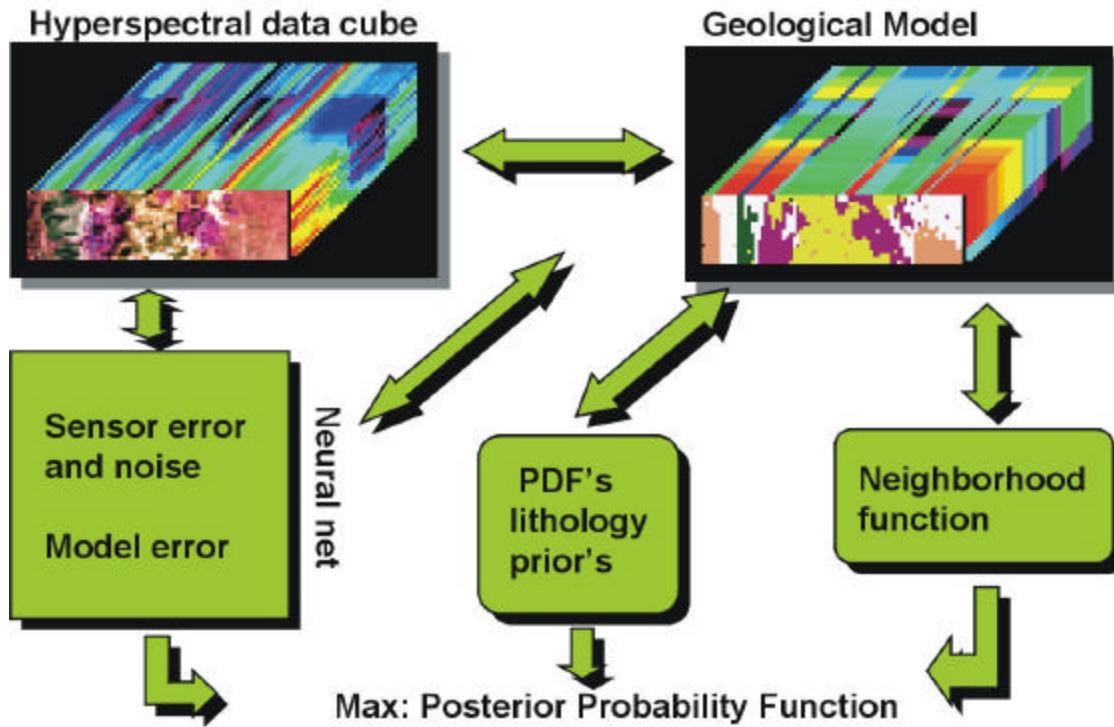 Hyperspectral data cube
Geological Model
Sensor error
and noise
Model error
Neural net
PDF's
lithology
prior's
Neighborhood
function
Max: Posterior Probability Function